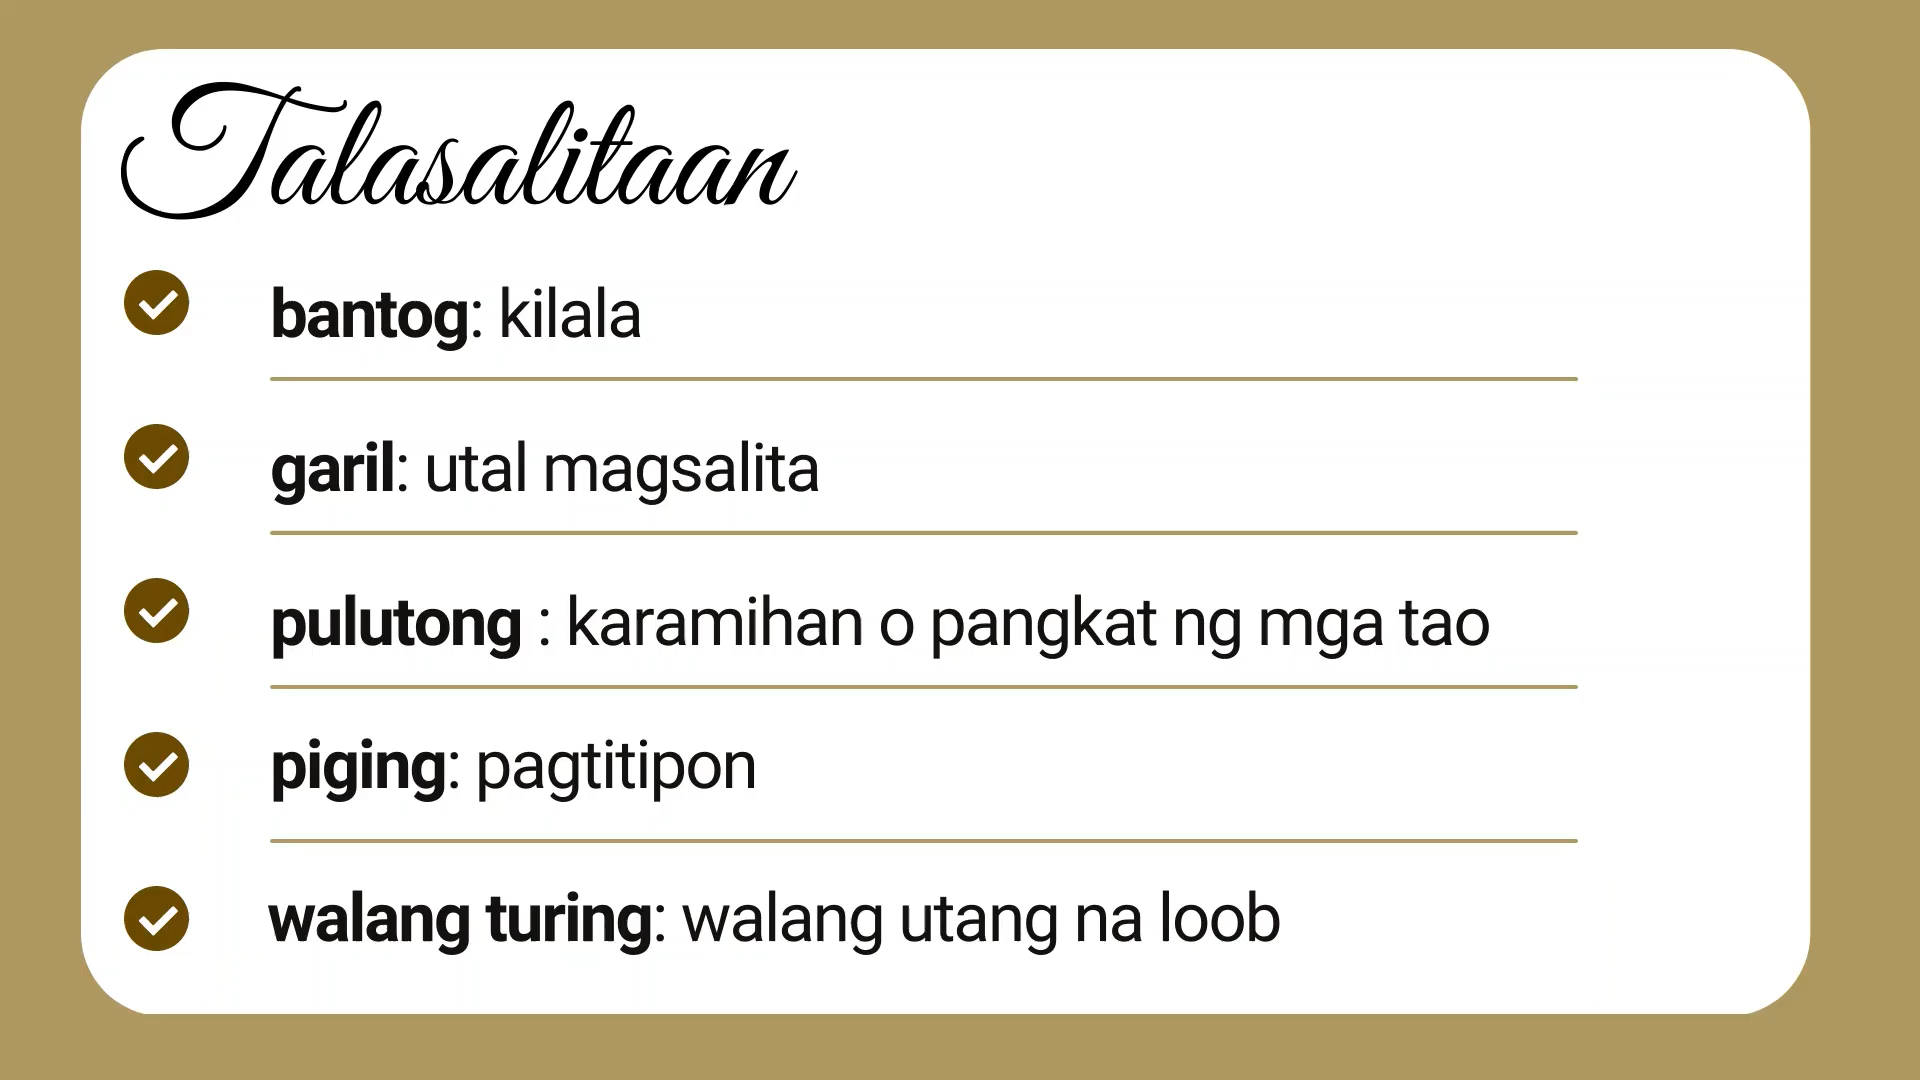 Talasalitaan
bantog: kilala
garil: utal magsalita
pulutong : karamihan o pangkat ng mga tao
piging: pagtitipon
walang turing: walang utang na loob